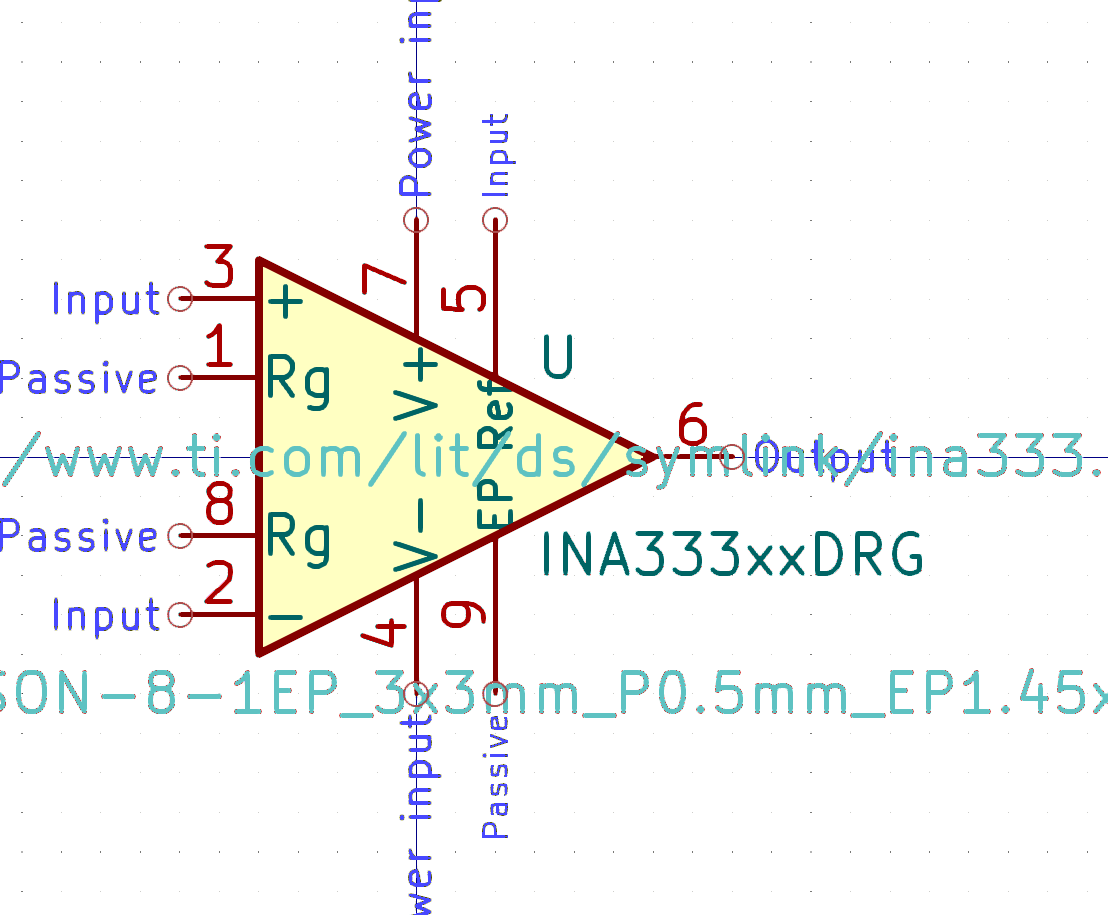 Power inp
Input
7
5
3
Input
+
1
Passive
Rg
V+
Ref
U
6
Output
/www.ti.com/lit/ds/symlink/ina333.
8
Passive
Rg
V-
EP
INA333xxDRG
2
Input
-
4
9
SON-8-1EP_3x3mm_P0.5mm_EP1.45x
wer input
Passive